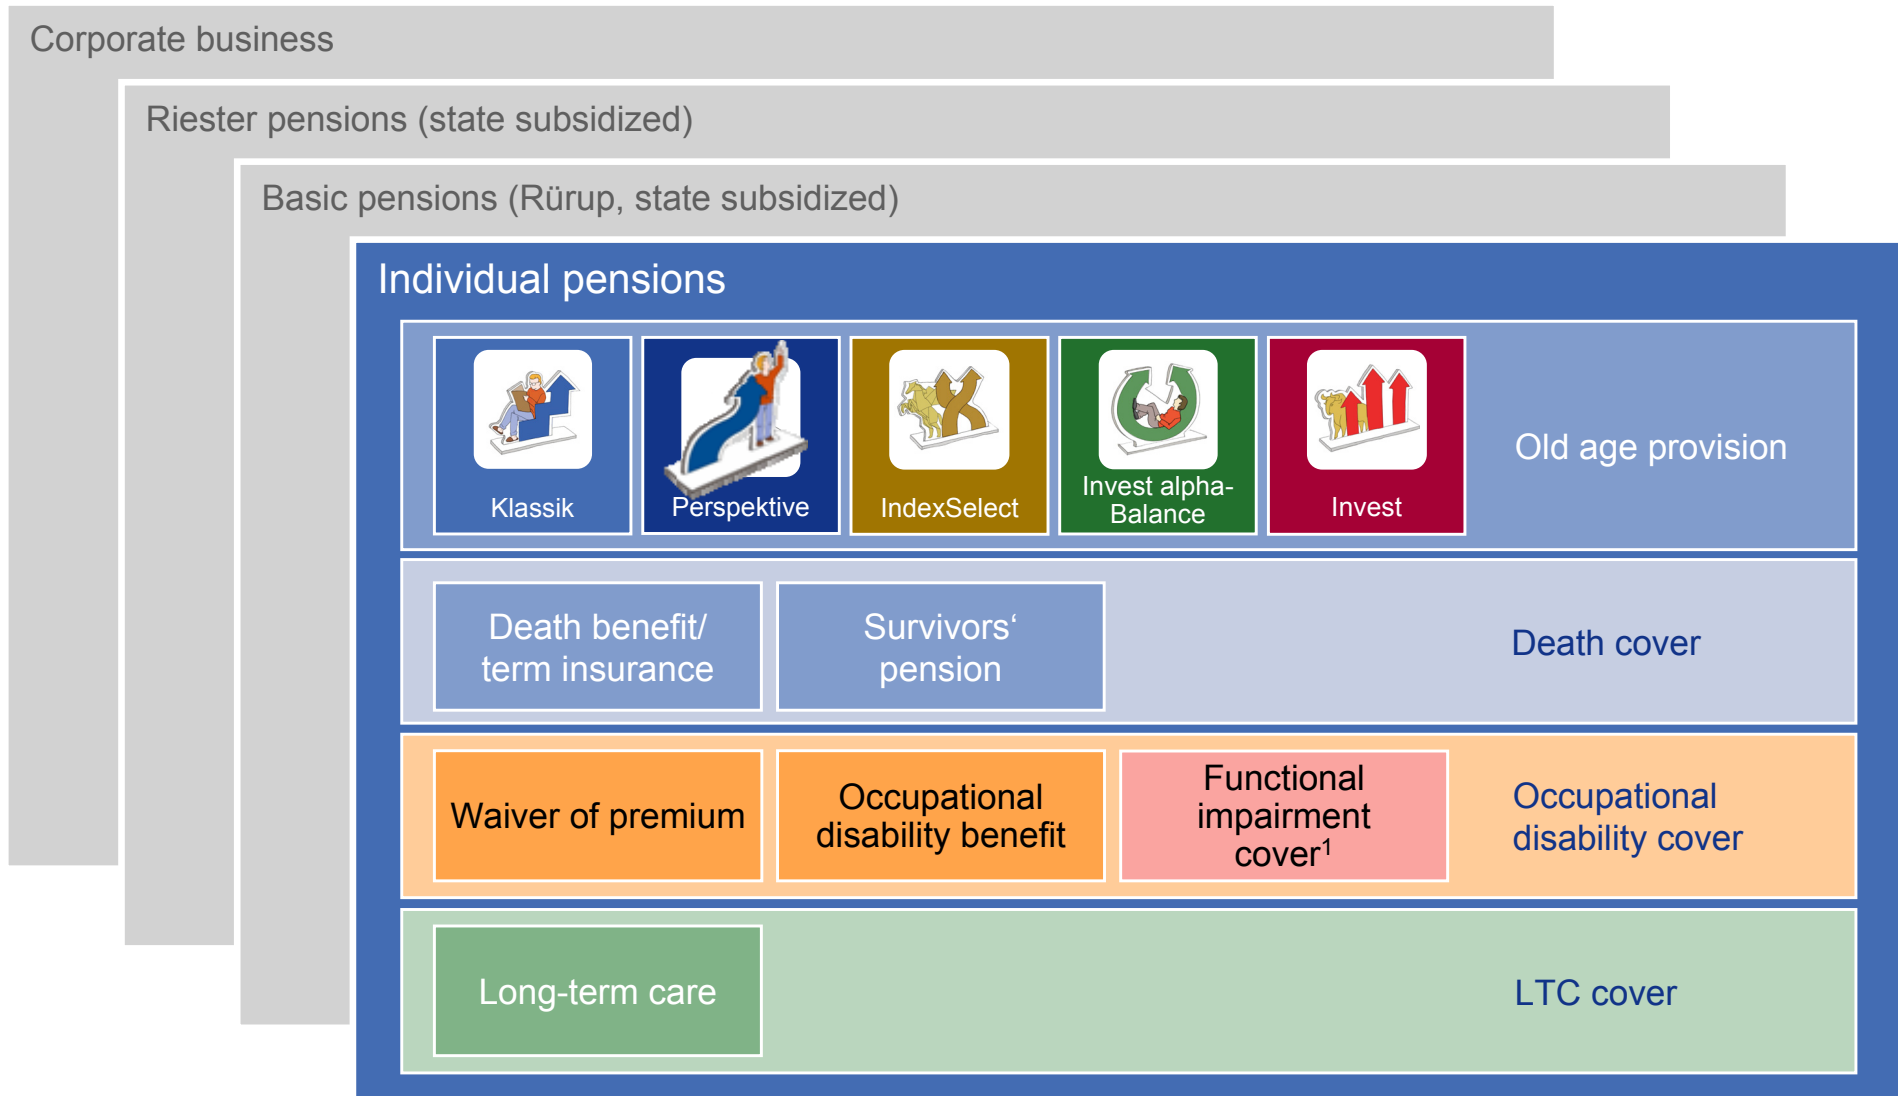 Corporate business
Riester pensions (state subsidized)
Basic pensions (Rürup, state subsidized)
Individual pensions
Klassik
Perspektive
IndexSelect
Invest alpha-
Balance
Invest
Old age provision
Death benefit/
term insurance
Survivors‘
pension
Death cover
Waiver of premium
Occupational
disability benefit
Functional
impairment
cover¹
Occupational
disability cover
Long-term care
LTC cover